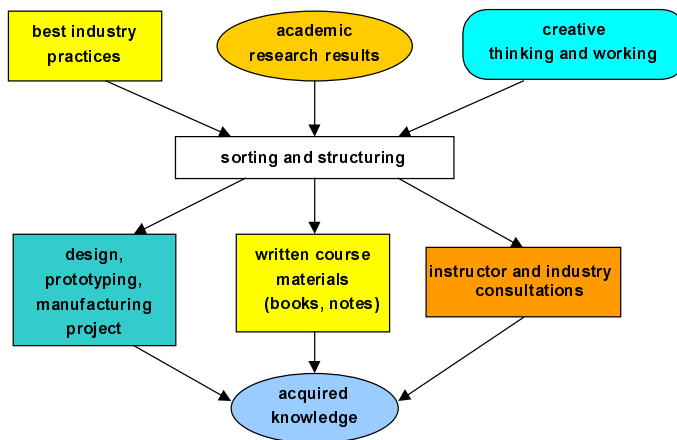 best industry
practices
academic
research results
creative
thinking and working
sorting and structuring
design,
prototyping,
manufacturing
project
written course
materials
(books, notes)
instructor and industry
consultations
acquired
knowledge